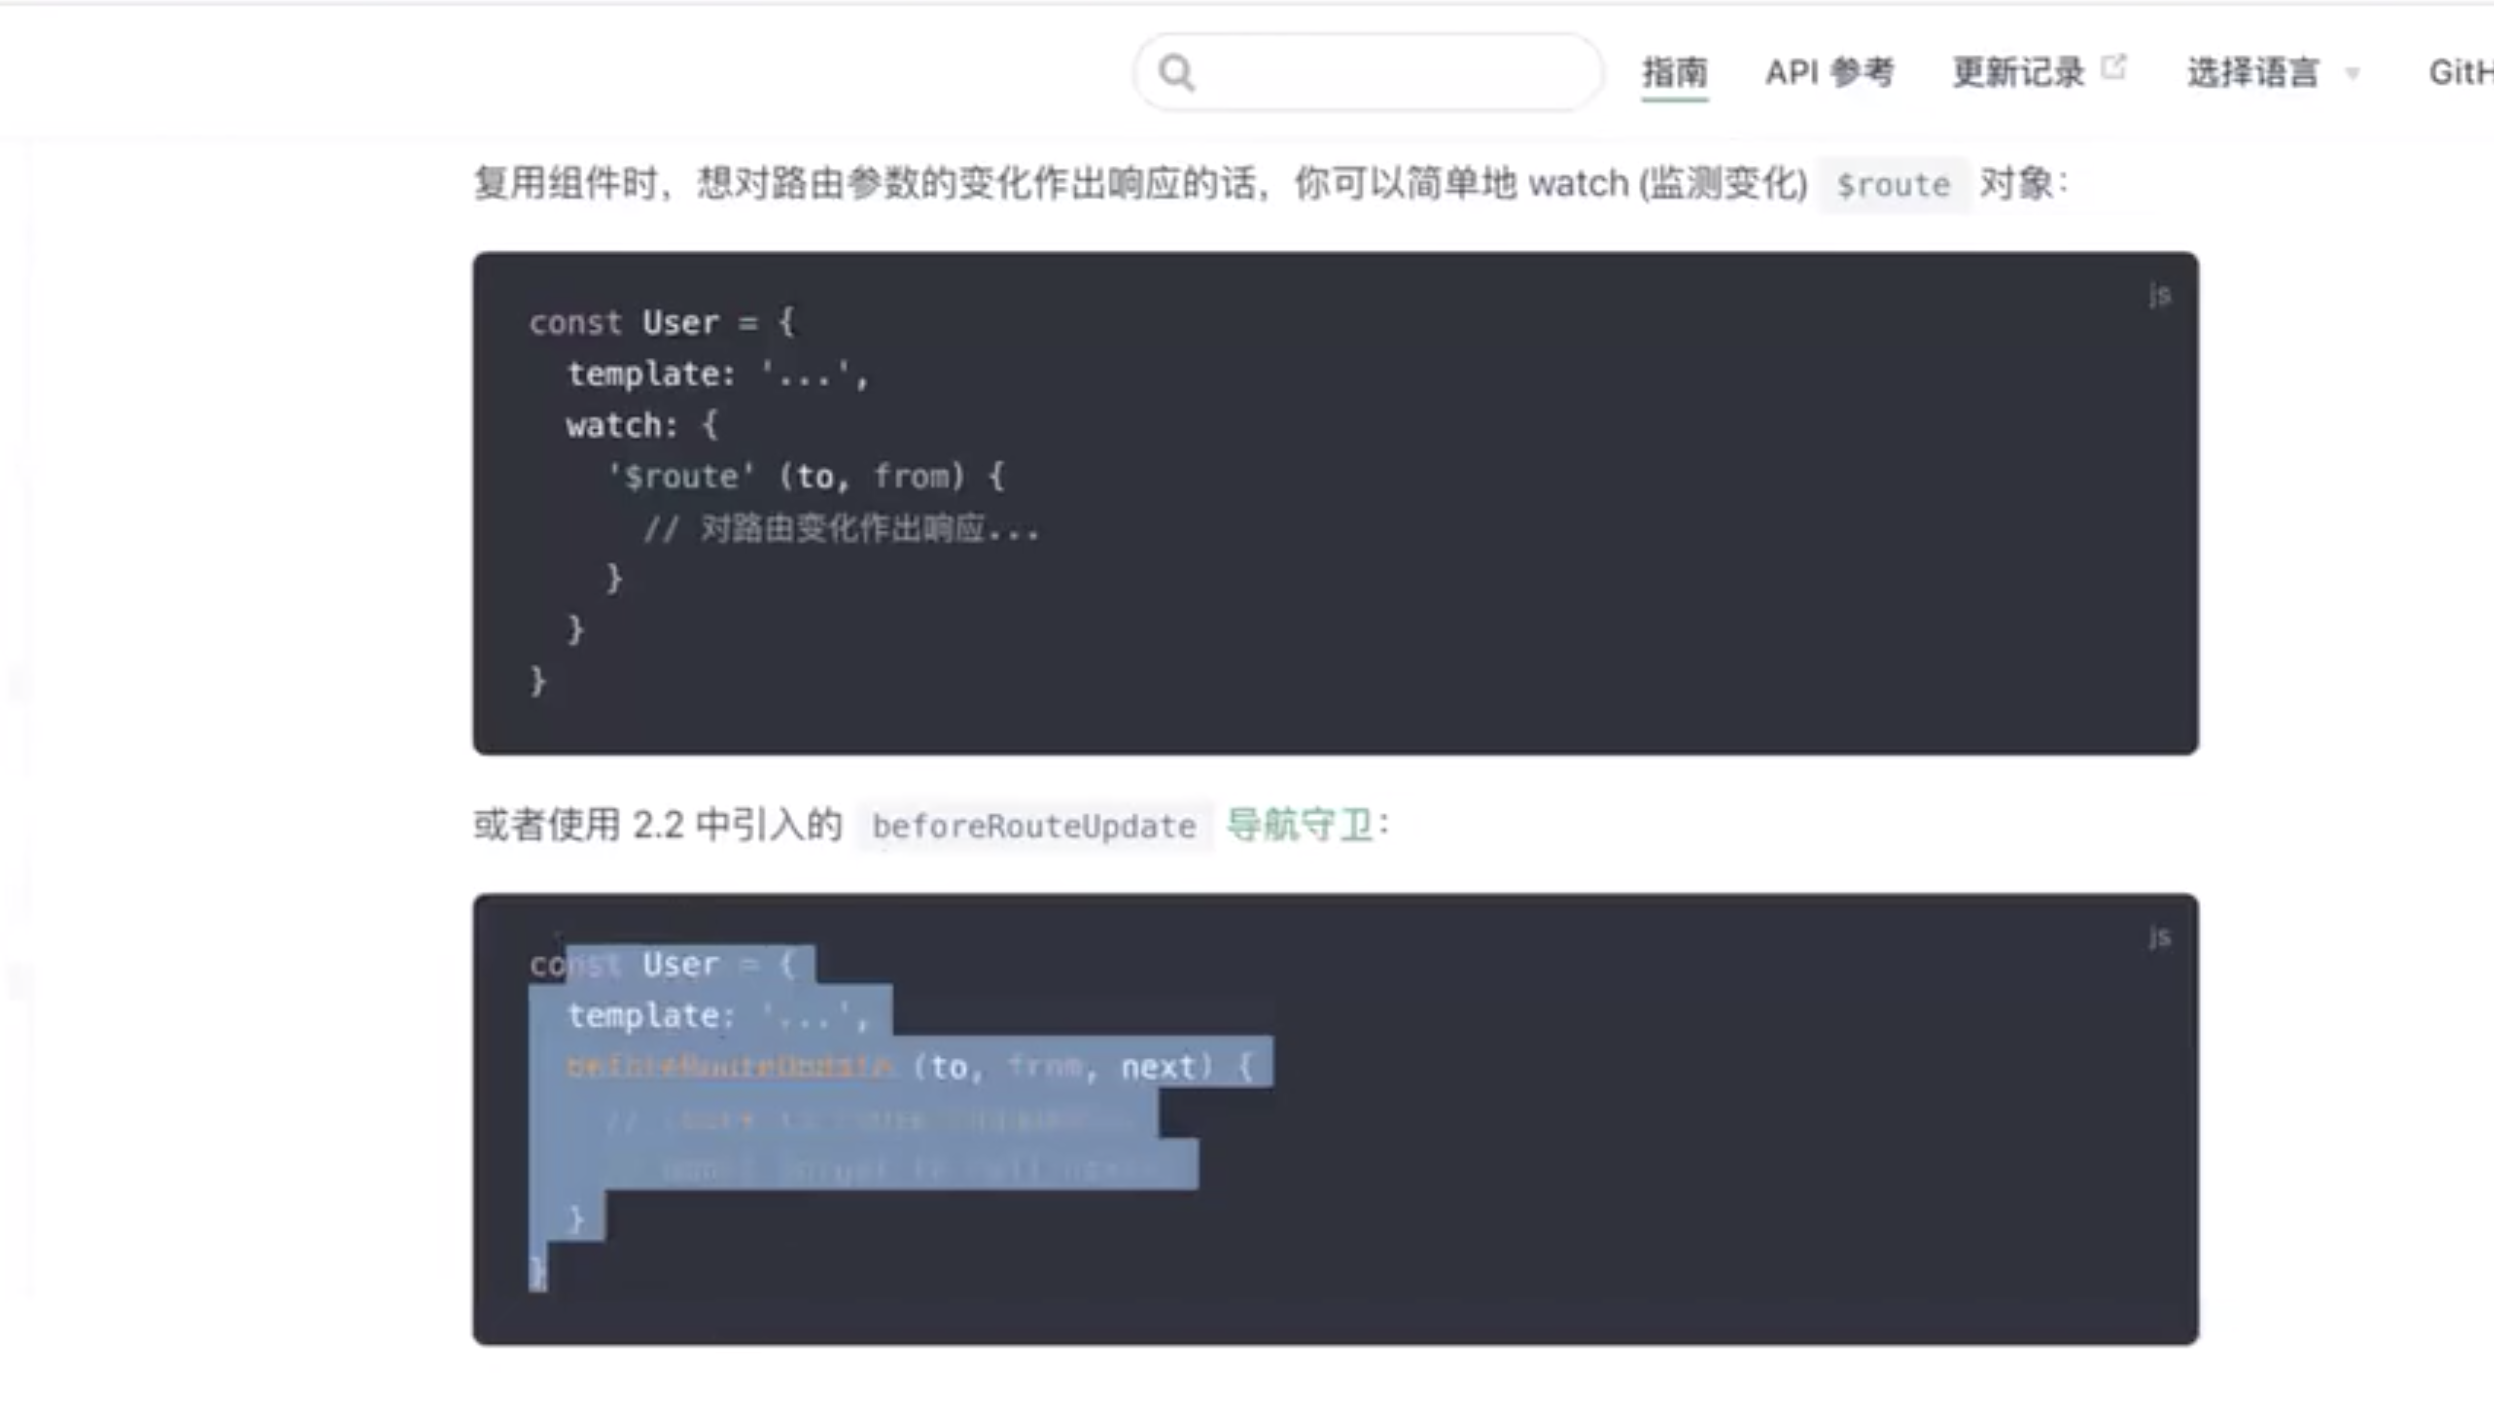 指南 API 参考 更新记录 选择语言 GitH
复用组件时，想对路由参数的变化作出响应的话，你可以简单地 watch (监测变化) $route 对象：
js
const User = {
  template: '...',
  watch: {
    '$route' (to, from) {
      // 对路由变化作出响应...
    }
  }
}
或者使用 2.2 中引入的 beforeRouteUpdate 导航守卫：
js
const User = {
  template: '...',
  beforeRouteUpdate (to, from, next) {
    //
  }
}